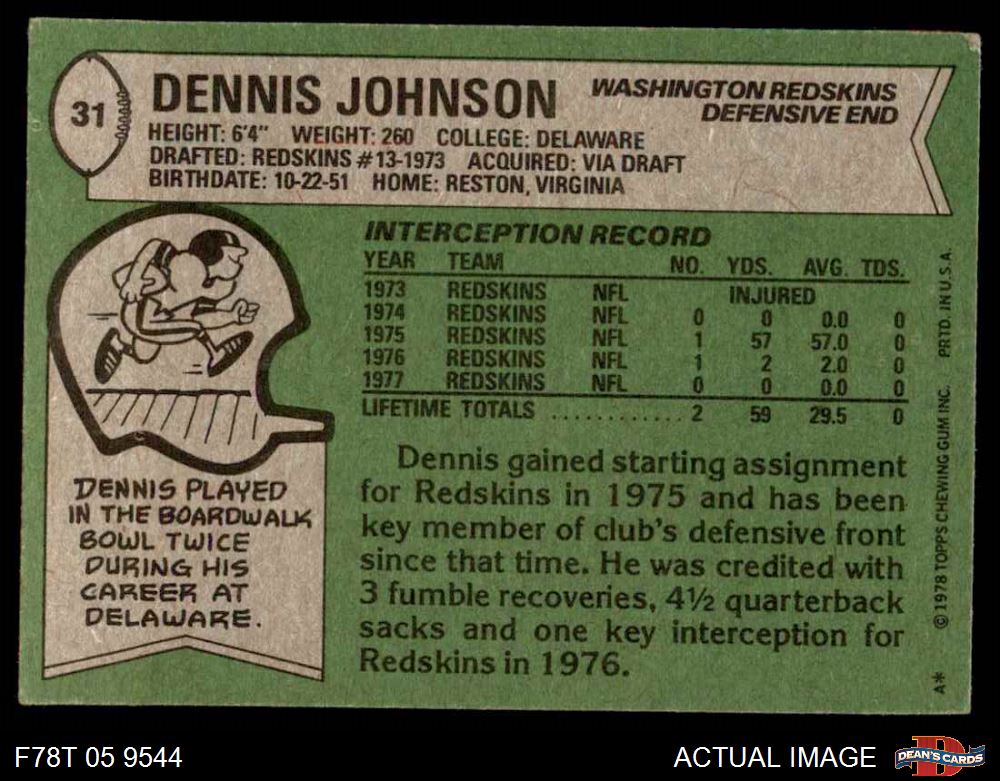 31
DENNIS JOHNSON
WASHINGTON REDSKINS
DEFENSIVE END
HEIGHT: 6'4" WEIGHT: 260 COLLEGE: DELAWARE
DRAFTED: REDSKINS #13-1973 ACQUIRED: VIA DRAFT
BIRTHDATE: 10-22-51 HOME: RESTON, VIRGINIA
INTERCEPTION RECORD
YEAR TEAM NO. YDS. AVG. TDS.
1973 REDSKINS NFL INJURED
1974 REDSKINS NFL 0 0 0.0 0
1975 REDSKINS NFL 1 57 57.0 0
1976 REDSKINS NFL 1 2 2.0 0
1977 REDSKINS NFL 0 0 0.0 0
LIFETIME TOTALS ........... 2 59 29.5 0
Dennis gained starting assignment
for Redskins in 1975 and has been
key member of club's defensive front
since that time. He was credited with
3 fumble recoveries, 4½ quarterback
sacks and one key interception for
Redskins in 1976.
DENNIS PLAYED
IN THE BOARDWALK
BOWL TWICE
DURING HIS
CAREER AT
DELAWARE.
A* © 1978 TOPPS CHEWING GUM INC. PRTD. IN U.S.A.
F78T 05 9544
ACTUAL IMAGE
D
DEAN'S CARDS